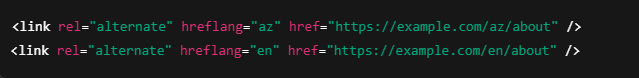 <link rel="alternate" hreflang="az" href="https://example.com/az/about" />
<link rel="alternate" hreflang="en" href="https://example.com/en/about" />